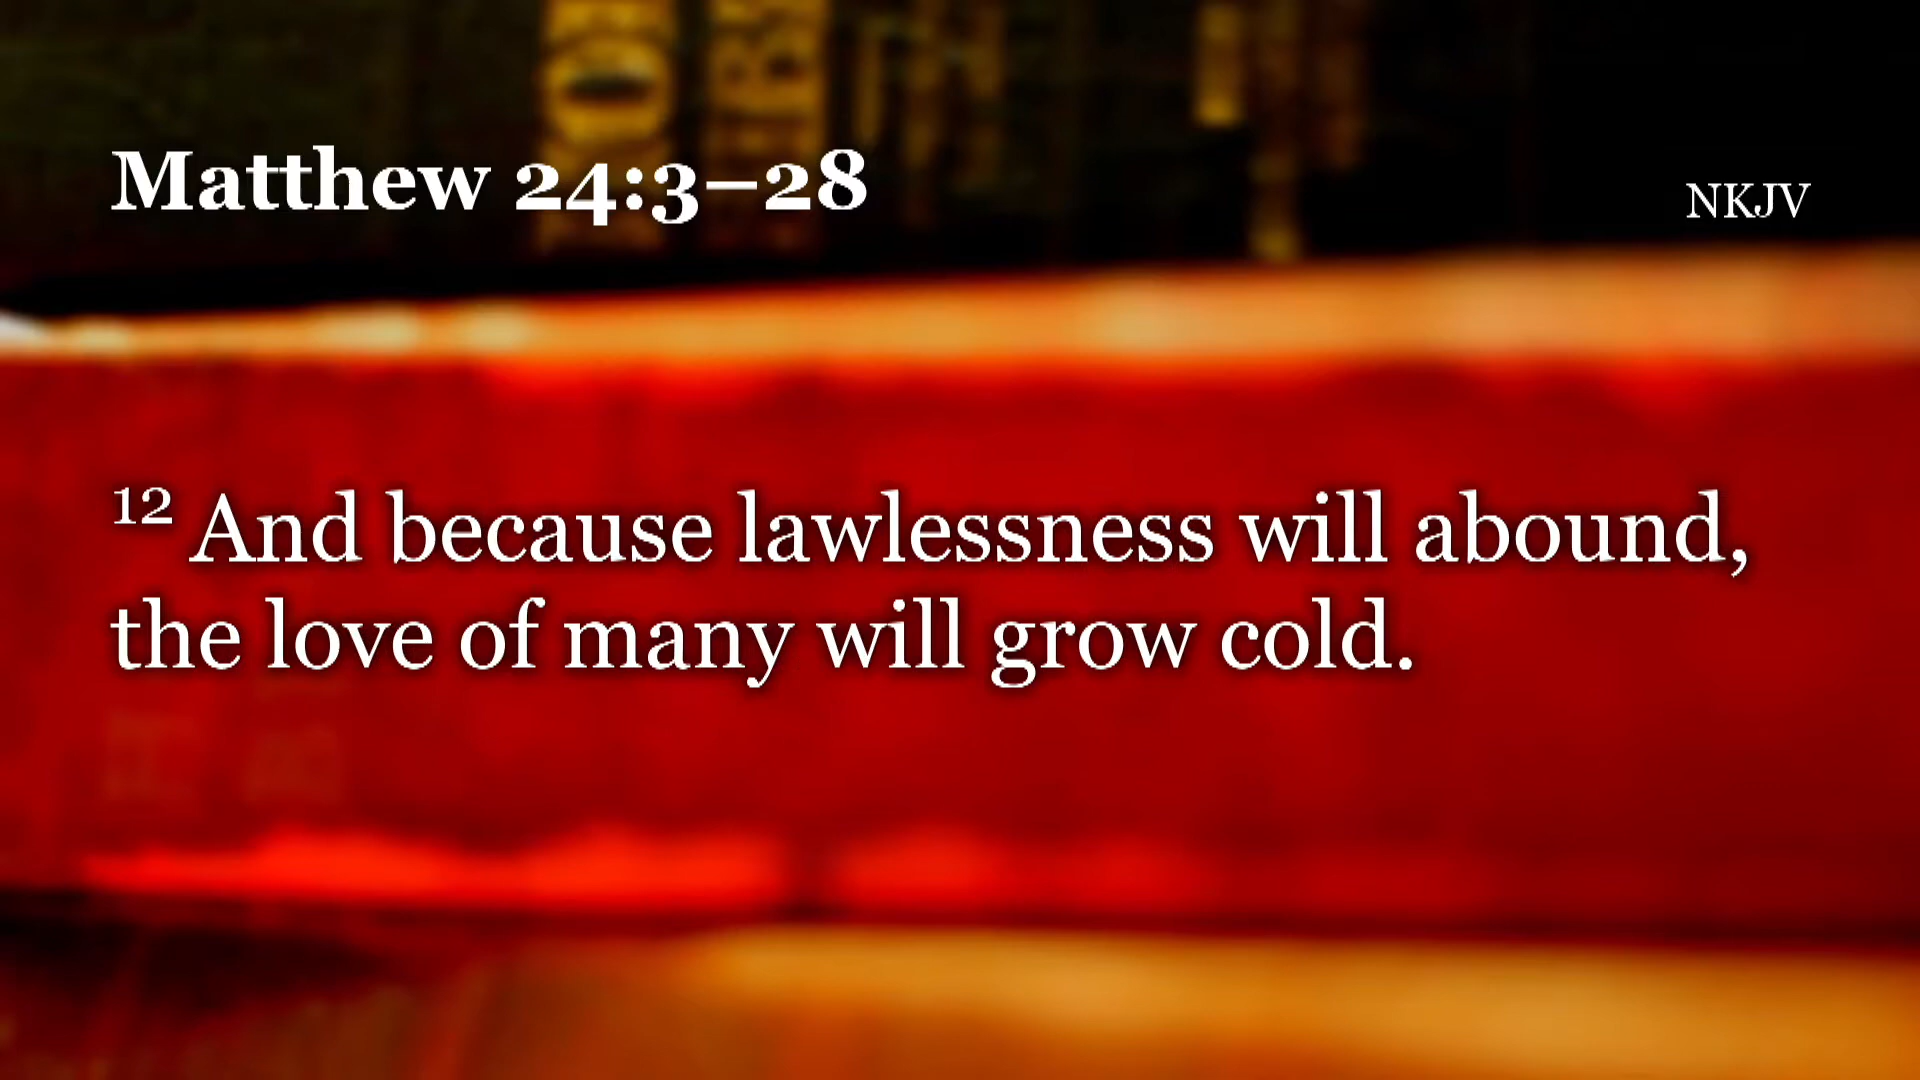 Matthew 24:3–28
NKJV
12 And because lawlessness will abound,
the love of many will grow cold.